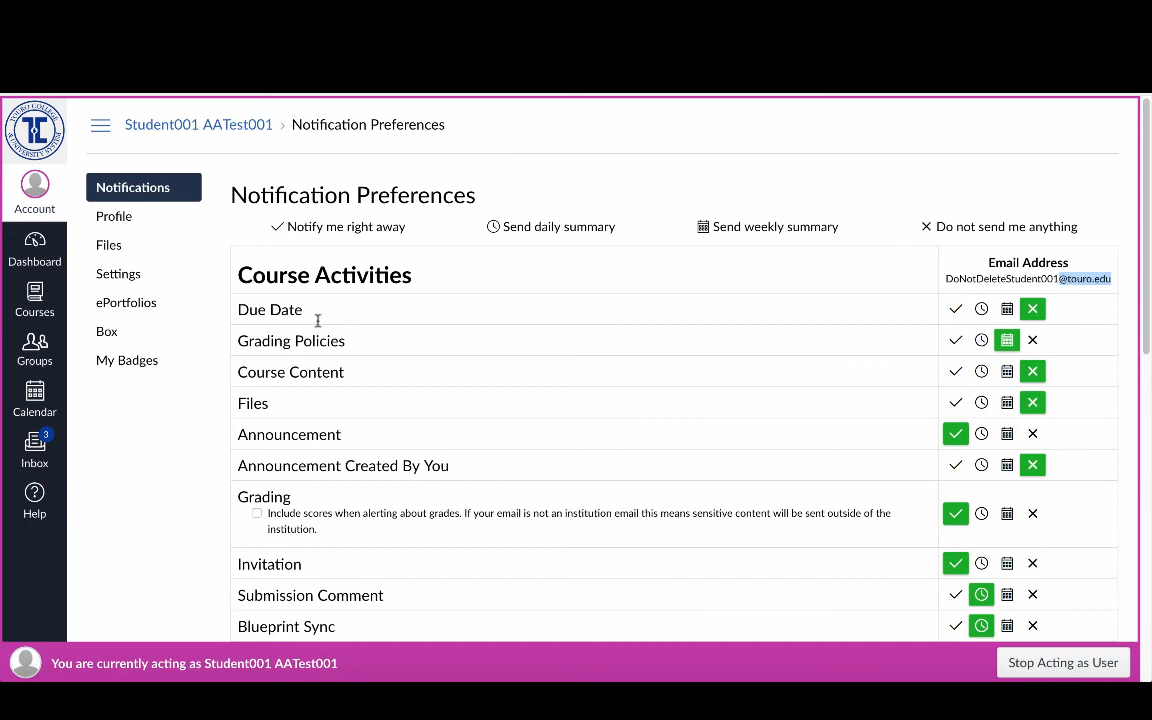 Student001 AATest001 › Notification Preferences
Account
Dashboard
Courses
Groups
Calendar
3
Inbox
Help
Notifications
Profile
Files
Settings
ePortfolios
Box
My Badges
Notification Preferences
Notify me right away
Send daily summary
Send weekly summary
Do not send me anything
Course Activities
Email Address
DoNotDeleteStudent001@touro.edu
Due Date
Grading Policies
Course Content
Files
Announcement
Announcement Created By You
Grading
Include scores when alerting about grades. If your email is not an institution email this means sensitive content will be sent outside of the
institution.
Invitation
Submission Comment
Blueprint Sync
You are currently acting as Student001 AATest001
Stop Acting as User